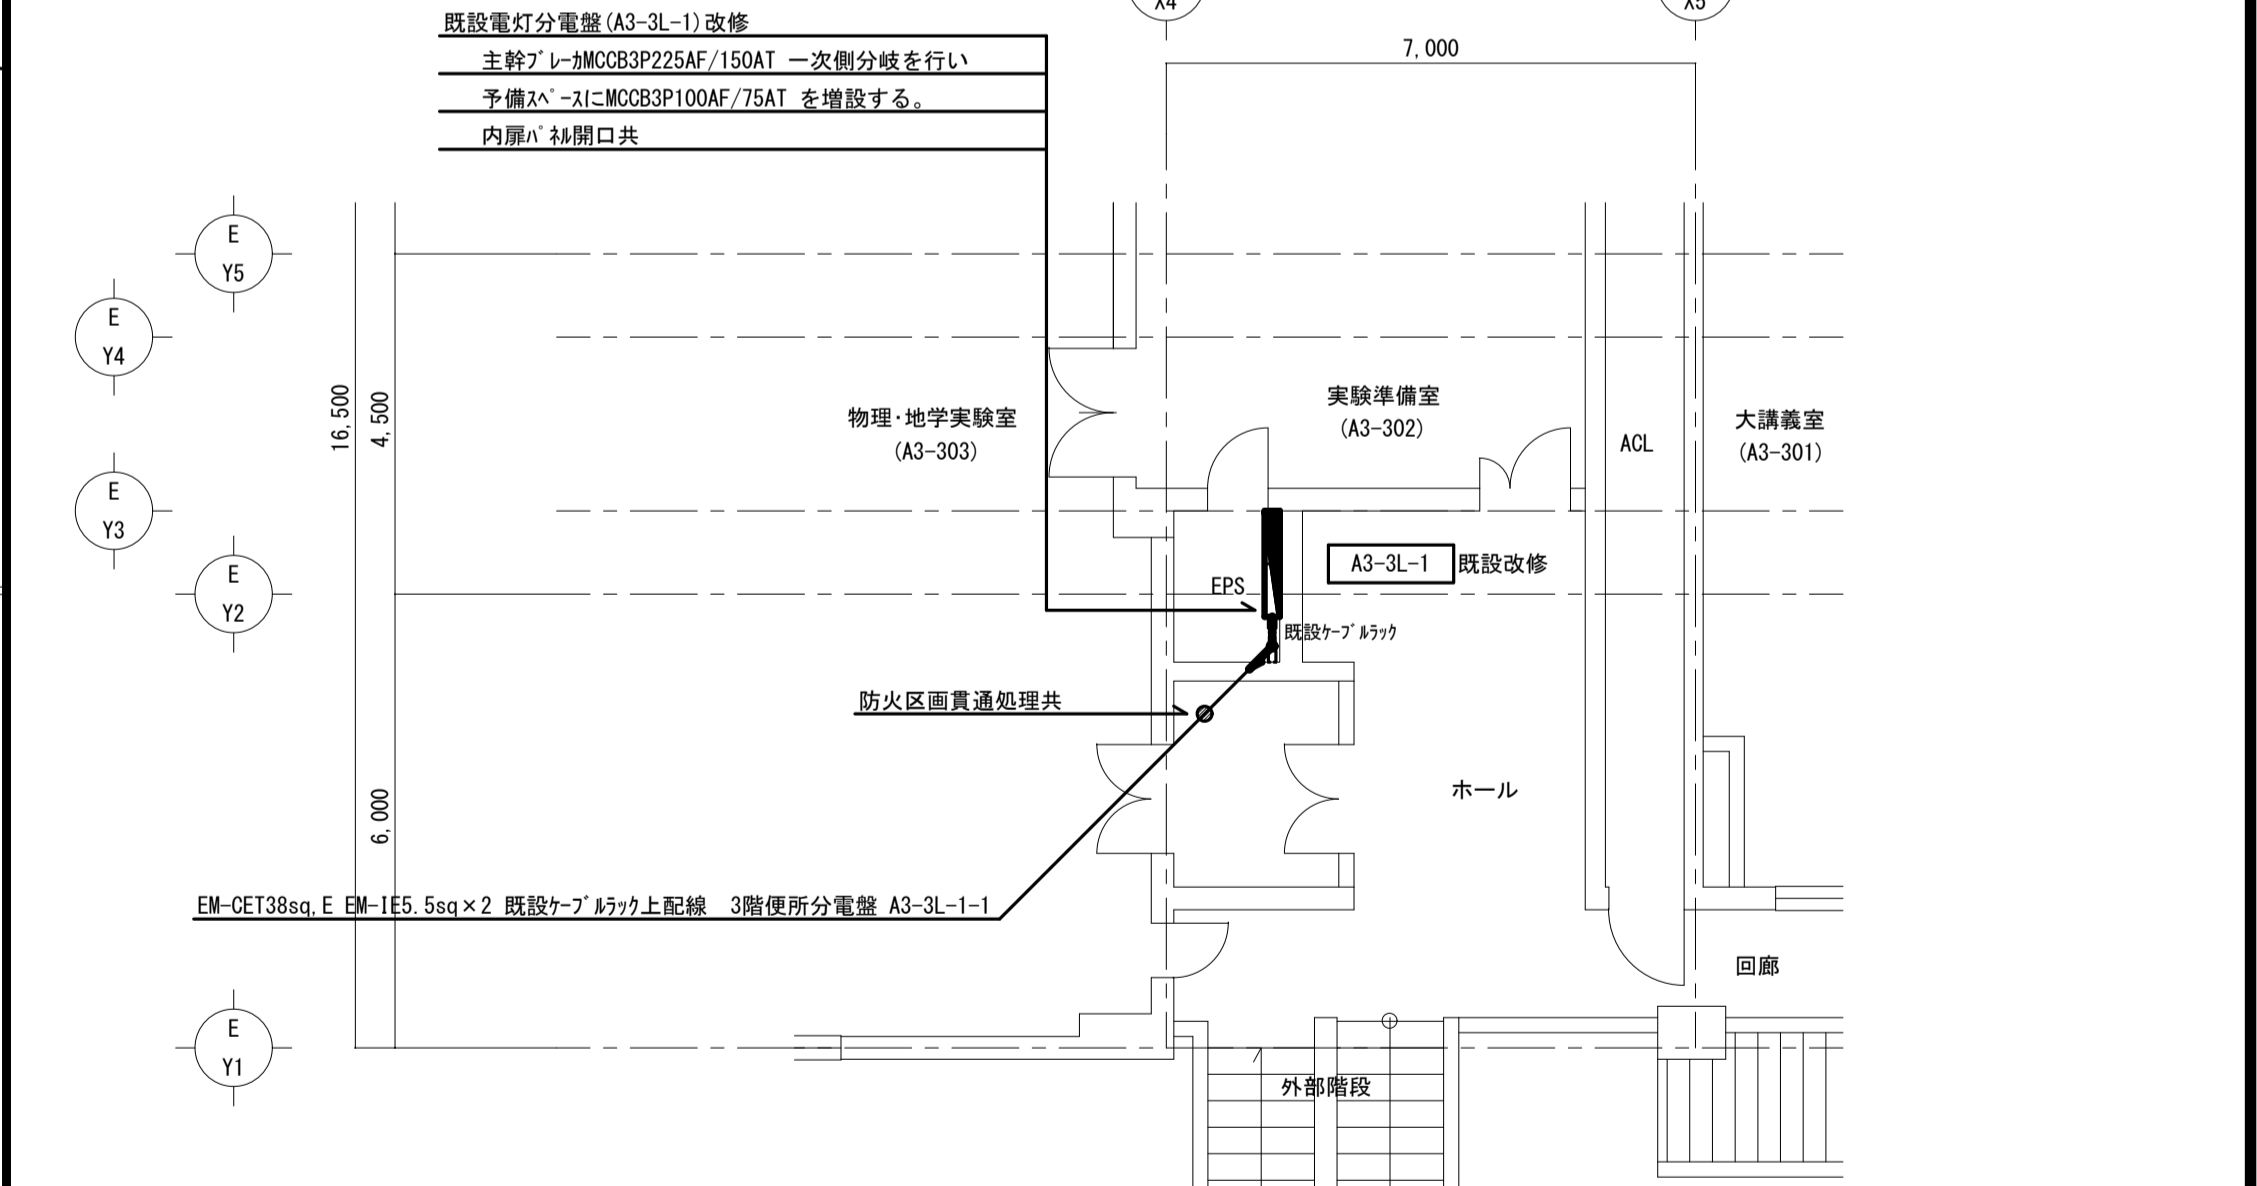 X4
X5
既設電灯分電盤(A3-3L-1)改修
主幹ﾌﾞﾚｰｶMCCB3P225AF/150AT 一次側分岐を行い
予備ｽﾍﾟｰｽにMCCB3P100AF/75AT を増設する。
内扉ﾊﾟﾈﾙ開口共
7,000
E
Y5
E
Y4
16,500
4,500
物理･地学実験室
(A3-303)
実験準備室
(A3-302)
ACL
大講義室
(A3-301)
E
Y3
A3-3L-1
既設改修
E
Y2
EPS
既設ｹｰﾌﾞﾙﾗｯｸ
防火区画貫通処理共
ホール
6,000
EM-CET38sq,E EM-IE5.5sq×2 既設ｹｰﾌﾞﾙﾗｯｸ上配線 3階便所分電盤 A3-3L-1-1
回廊
E
Y1
外部階段